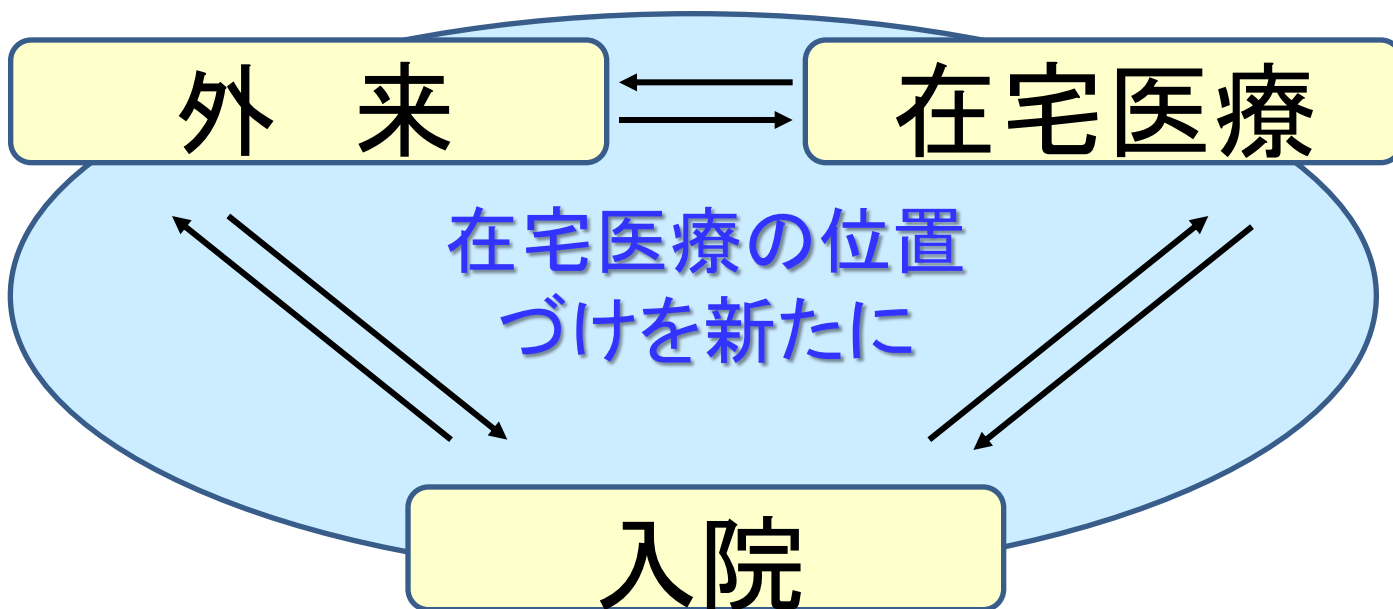 外　来
在宅医療
在宅医療の位置
づけを新たに
入院